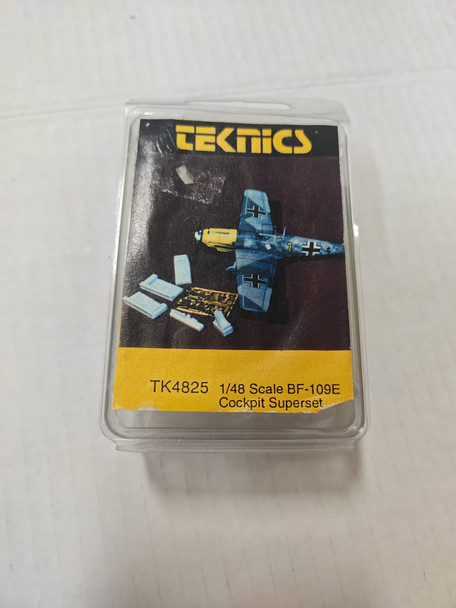 TEKNICS
TK4825 1/48 Scale BF-109E
Cockpit Superset